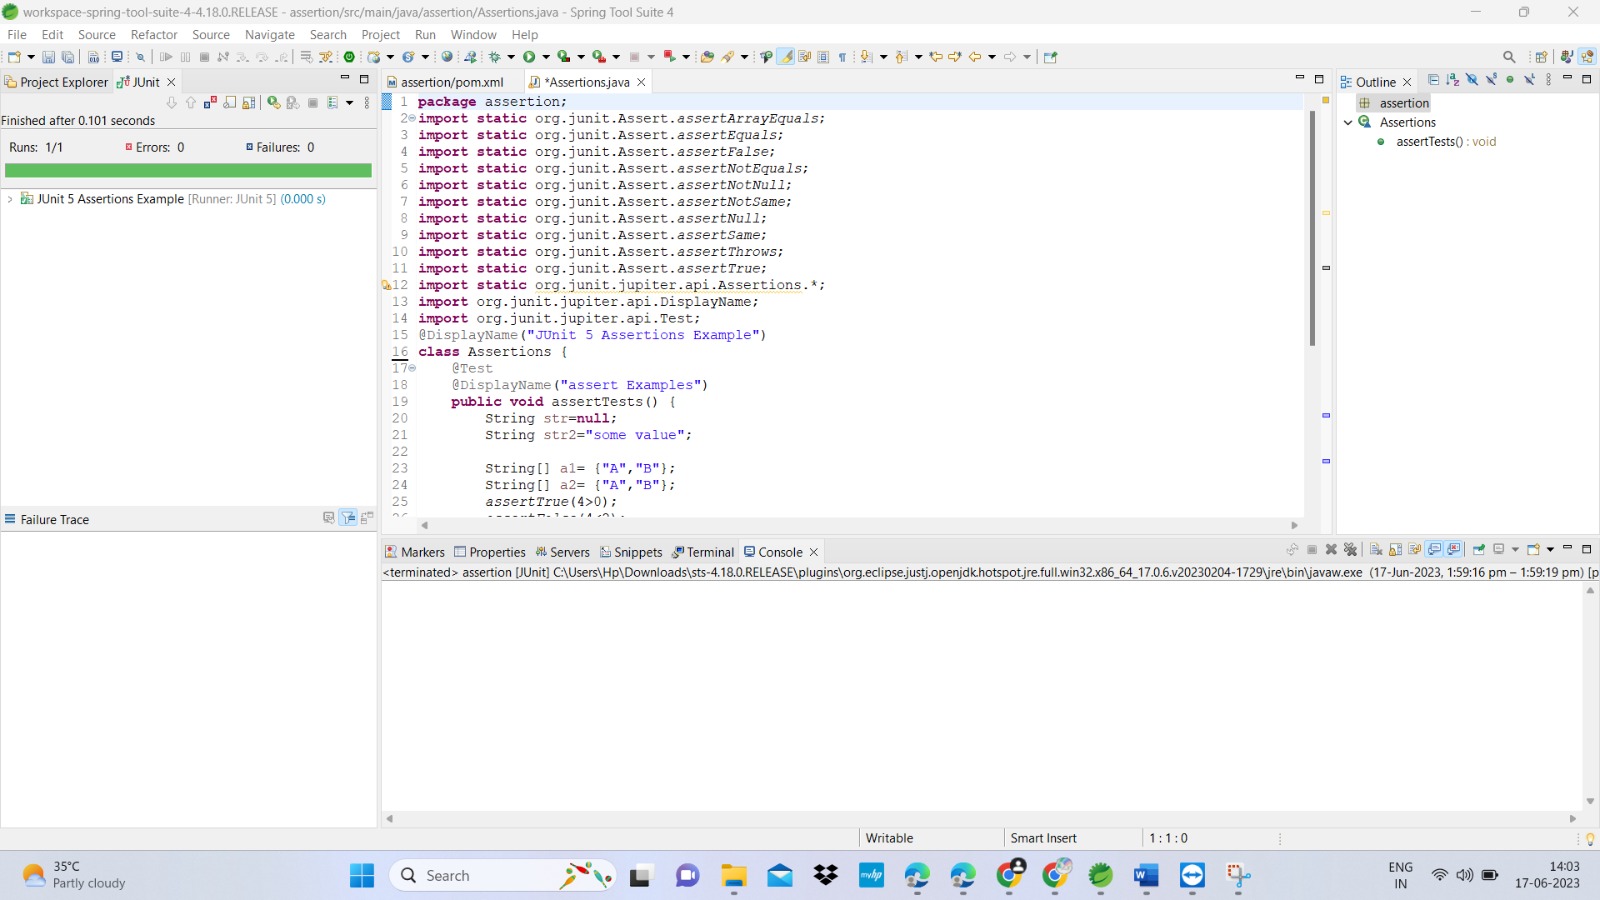 workspace-spring-tool-suite-4-4.18.0.RELEASE - assertion/src/main/java/assertion/Assertions.java - Spring Tool Suite 4
File Edit Source Refactor Source Navigate Search Project Run Window Help
Project Explorer JUnit
Finished after 0.101 seconds
Runs: 1/1 Errors: 0 Failures: 0
JUnit 5 Assertions Example [Runner: JUnit 5] (0.000 s)
Failure Trace
assertion/pom.xml *Assertions.java
1 package assertion;
2 import static org.junit.Assert.assertArrayEquals;
3 import static org.junit.Assert.assertEquals;
4 import static org.junit.Assert.assertFalse;
5 import static org.junit.Assert.assertNotEquals;
6 import static org.junit.Assert.assertNotNull;
7 import static org.junit.Assert.assertNotSame;
8 import static org.junit.Assert.assertNull;
9 import static org.junit.Assert.assertSame;
10 import static org.junit.Assert.assertThrows;
11 import static org.junit.Assert.assertTrue;
12 import static org.junit.jupiter.api.Assertions.*;
13 import org.junit.jupiter.api.DisplayName;
14 import org.junit.jupiter.api.Test;
15 @DisplayName("JUnit 5 Assertions Example")
16 class Assertions {
17 @Test
18 @DisplayName("assert Examples")
19 public void assertTests() {
20 String str=null;
21 String str2="some value";
22
23 String[] a1= {"A","B"};
24 String[] a2= {"A","B"};
25 assertTrue(4>0);
Outline
assertion
Assertions
assertTests() : void
Markers Properties Servers Snippets Terminal Console
<terminated> assertion [JUnit] C:\Users\Hp\Downloads\sts-4.18.0.RELEASE\plugins\org.eclipse.justj.openjdk.hotspot.jre.full.win32.x86_64_17.0.6.v20230204-1729\jre\bin\javaw.exe (17-Jun-2023, 1:59:16 pm – 1:59:19 pm) [p
Writable Smart Insert 1 : 1 : 0
35°C
Partly cloudy
Search
myhp
ENG
IN
14:03
17-06-2023